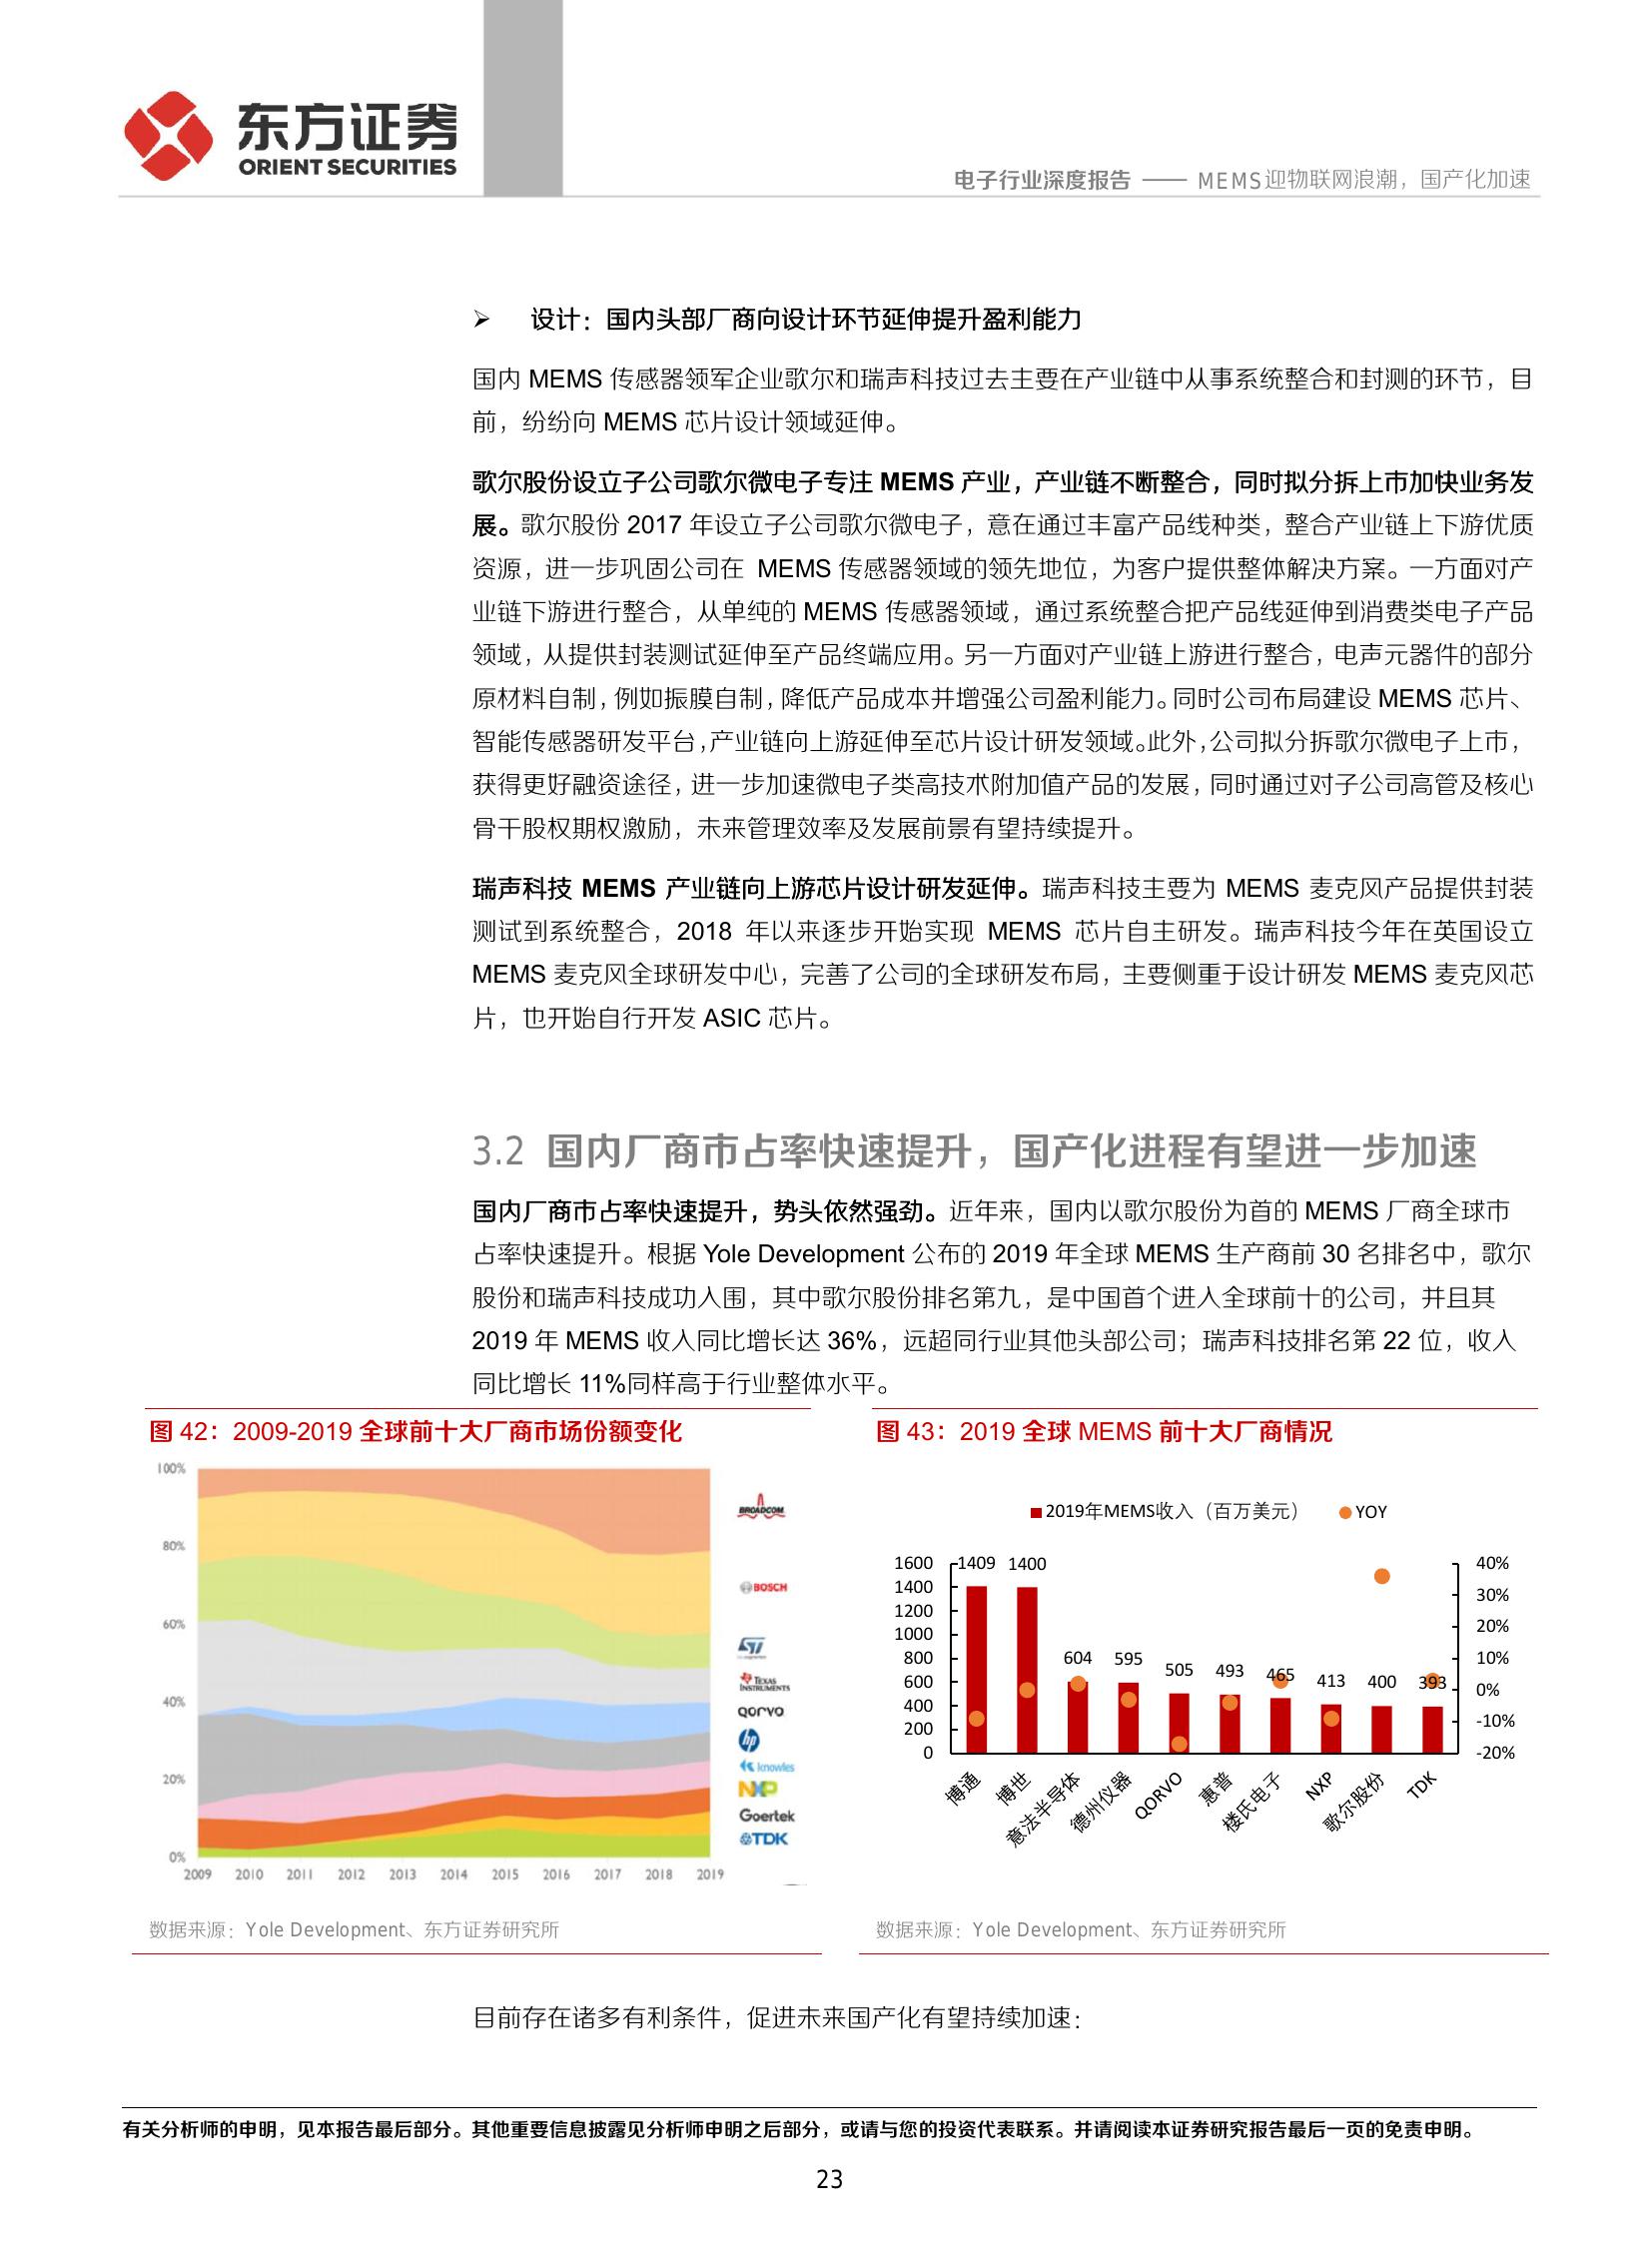 东方证券
ORIENT SECURITIES
电子行业深度报告 —— MEMS迎物联网浪潮，国产化加速
➢ 设计：国内头部厂商向设计环节延伸提升盈利能力
国内 MEMS 传感器领军企业歌尔和瑞声科技过去主要在产业链中从事系统整合和封测的环节，目
前，纷纷向 MEMS 芯片设计领域延伸。
歌尔股份设立子公司歌尔微电子专注 MEMS 产业，产业链不断整合，同时拟分拆上市加快业务发
展。歌尔股份 2017 年设立子公司歌尔微电子，意在通过丰富产品线种类，整合产业链上下游优质
资源，进一步巩固公司在 MEMS 传感器领域的领先地位，为客户提供整体解决方案。一方面对产
业链下游进行整合，从单纯的 MEMS 传感器领域，通过系统整合把产品线延伸到消费类电子产品
领域，从提供封装测试延伸至产品终端应用。另一方面对产业链上游进行整合，电声元器件的部分
原材料自制，例如振膜自制，降低产品成本并增强公司盈利能力。同时公司布局建设 MEMS 芯片、
智能传感器研发平台，产业链向上游延伸至芯片设计研发领域。此外，公司拟分拆歌尔微电子上市，
获得更好融资途径，进一步加速微电子类高技术附加值产品的发展，同时通过对子公司高管及核心
骨干股权期权激励，未来管理效率及发展前景有望持续提升。
瑞声科技 MEMS 产业链向上游芯片设计研发延伸。瑞声科技主要为 MEMS 麦克风产品提供封装
测试到系统整合，2018 年以来逐步开始实现 MEMS 芯片自主研发。瑞声科技今年在英国设立
MEMS 麦克风全球研发中心，完善了公司的全球研发布局，主要侧重于设计研发 MEMS 麦克风芯
片，也开始自行开发 ASIC 芯片。
3.2 国内厂商市占率快速提升，国产化进程有望进一步加速
国内厂商市占率快速提升，势头依然强劲。近年来，国内以歌尔股份为首的 MEMS 厂商全球市
占率快速提升。根据 Yole Development 公布的 2019 年全球 MEMS 生产商前 30 名排名中，歌尔
股份和瑞声科技成功入围，其中歌尔股份排名第九，是中国首个进入全球前十的公司，并且其
2019 年 MEMS 收入同比增长达 36%，远超同行业其他头部公司；瑞声科技排名第 22 位，收入
同比增长 11%同样高于行业整体水平。
图 42：2009-2019 全球前十大厂商市场份额变化
100%
80%
60%
40%
20%
0%
2009 2010 2011 2012 2013 2014 2015 2016 2017 2018 2019
BROADCOM
BOSCH
ST
TEXAS INSTRUMENTS
QORVO
hp
knowles
NXP
Goertek
TDK
数据来源：Yole Development、东方证券研究所
图 43：2019 全球 MEMS 前十大厂商情况
2019年MEMS收入（百万美元） YOY
1600
1400
1200
1000
800
600
400
200
0
1409 1400 604 595 505 493 465 413 400 393
40%
30%
20%
10%
0%
-10%
-20%
博通 博世 意法半导体 德州仪器 QORVO 惠普 楼氏电子 NXP 歌尔股份 TDK
数据来源：Yole Development、东方证券研究所
目前存在诸多有利条件，促进未来国产化有望持续加速：
有关分析师的申明，见本报告最后部分。其他重要信息披露见分析师申明之后部分，或请与您的投资代表联系。并请阅读本证券研究报告最后一页的免责申明。
23